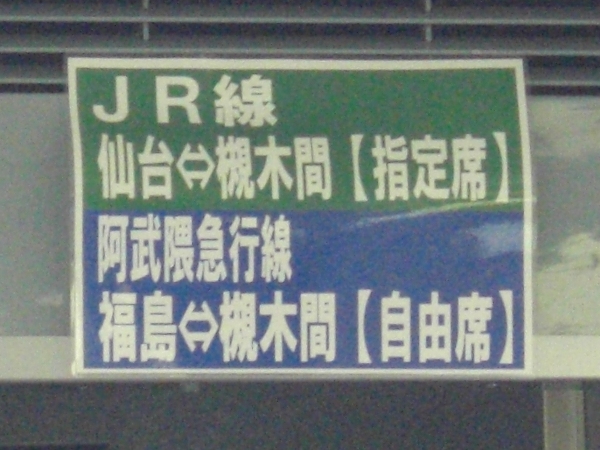 ＪＲ線
仙台⇔槻木間【指定席】
阿武隈急行線
福島⇔槻木間【自由席】